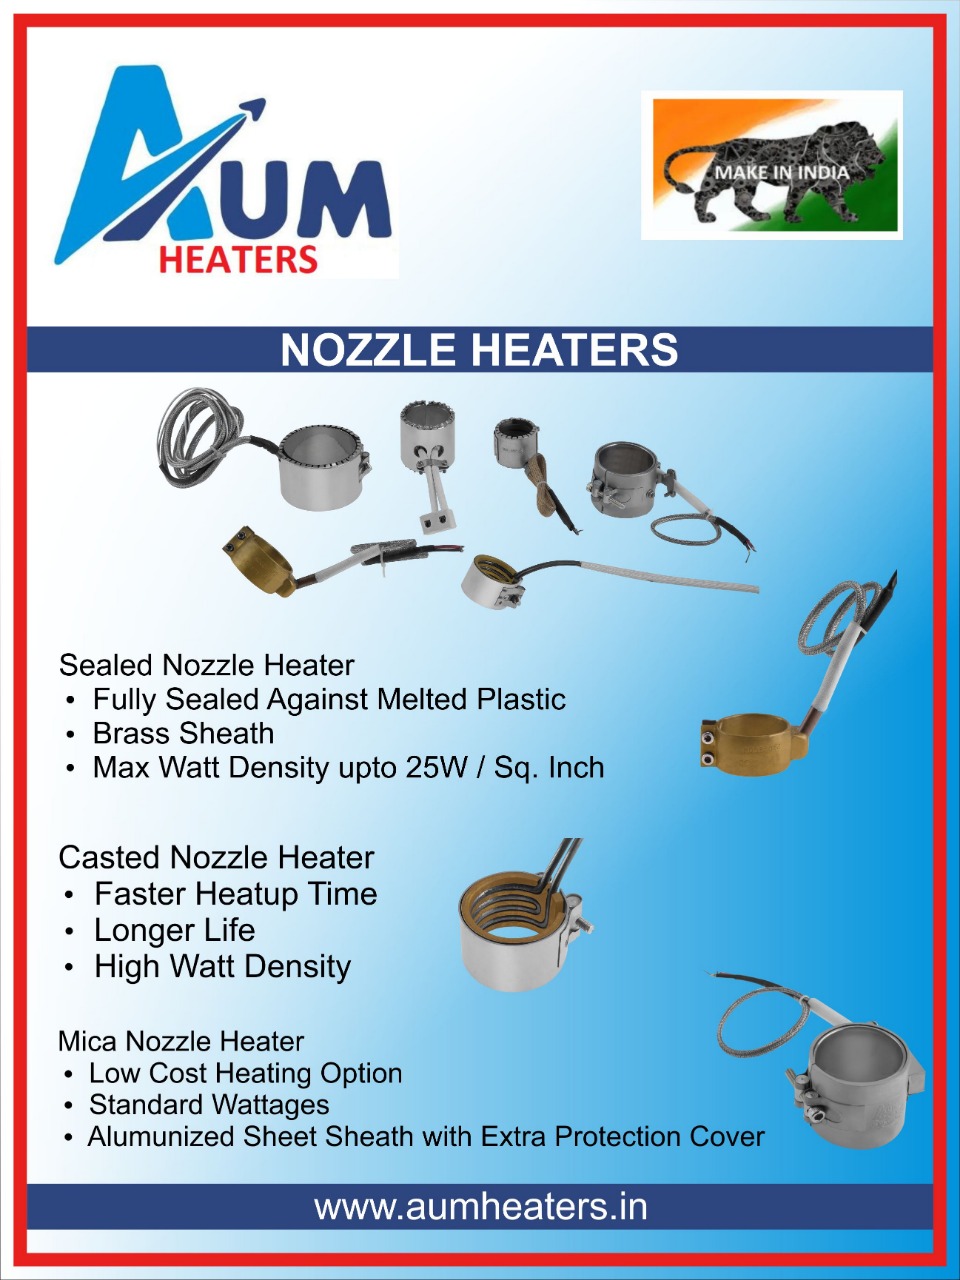 AUM
HEATERS
MAKE IN INDIA
NOZZLE HEATERS
Sealed Nozzle Heater
• Fully Sealed Against Melted Plastic
• Brass Sheath
• Max Watt Density upto 25W / Sq. Inch
Casted Nozzle Heater
• Faster Heatup Time
• Longer Life
• High Watt Density
Mica Nozzle Heater
• Low Cost Heating Option
• Standard Wattages
• Alumunized Sheet Sheath with Extra Protection Cover
www.aumheaters.in